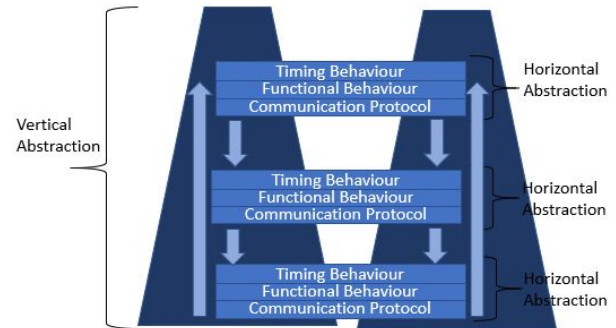 Timing Behaviour
Functional Behaviour
Communication Protocol
Horizontal
Abstraction
Vertical
Abstraction
Timing Behaviour
Functional Behaviour
Communication Protocol
Horizontal
Abstraction
Timing Behaviour
Functional Behaviour
Communication Protocol
Horizontal
Abstraction